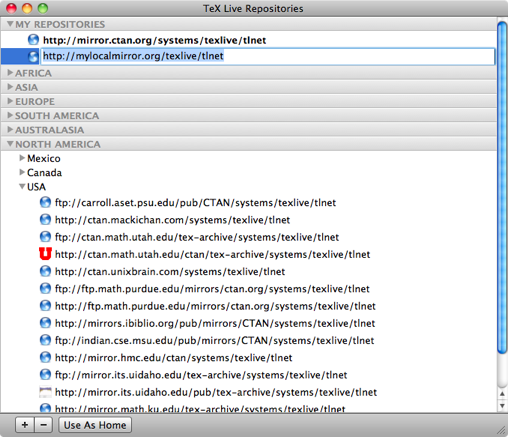 TeX Live Repositories
MY REPOSITORIES
http://mirror.ctan.org/systems/texlive/tlnet
http://mylocalmirror.org/texlive/tlnet
AFRICA
ASIA
EUROPE
SOUTH AMERICA
AUSTRALASIA
NORTH AMERICA
Mexico
Canada
USA
ftp://carroll.aset.psu.edu/pub/CTAN/systems/texlive/tlnet
http://ctan.mackichan.com/systems/texlive/tlnet
ftp://ctan.math.utah.edu/tex-archive/systems/texlive/tlnet
http://ctan.math.utah.edu/ctan/tex-archive/systems/texlive/tlnet
http://ctan.unixbrain.com/systems/texlive/tlnet
ftp://ftp.math.purdue.edu/mirrors/ctan.org/systems/texlive/tlnet
http://ftp.math.purdue.edu/mirrors/ctan.org/systems/texlive/tlnet
http://mirrors.ibiblio.org/pub/mirrors/CTAN/systems/texlive/tlnet
ftp://indian.cse.msu.edu/pub/mirrors/CTAN/systems/texlive/tlnet
http://mirror.hmc.edu/ctan/systems/texlive/tlnet
ftp://mirror.its.uidaho.edu/tex-archive/systems/texlive/tlnet
http://mirror.its.uidaho.edu/pub/tex-archive/systems/texlive/tlnet
http://mirror.math.ku.edu/tex-archive/systems/texlive/tlnet
+ − Use As Home